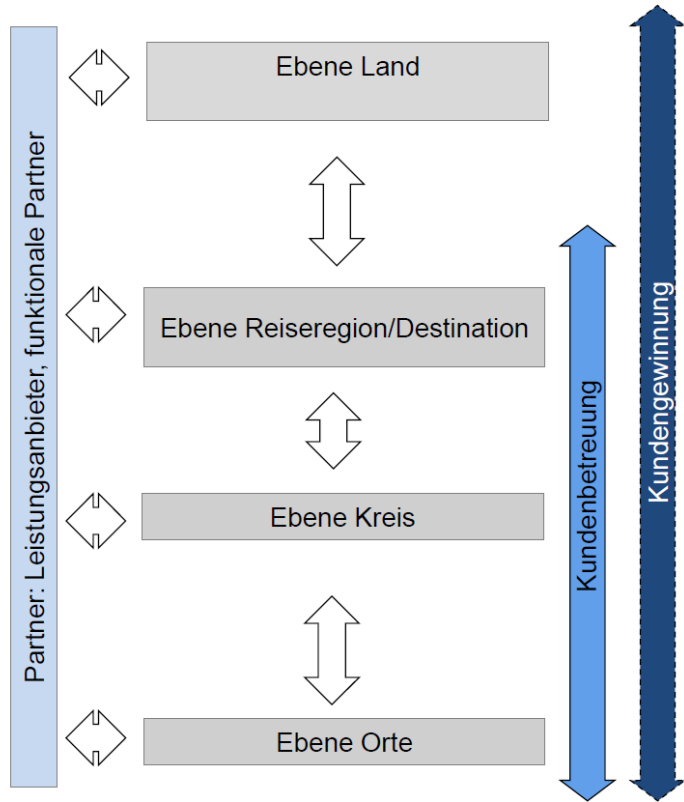 Partner: Leistungsanbieter, funktionale Partner
Ebene Land
Ebene Reiseregion/Destination
Ebene Kreis
Ebene Orte
Kundenbetreuung
Kundengewinnung